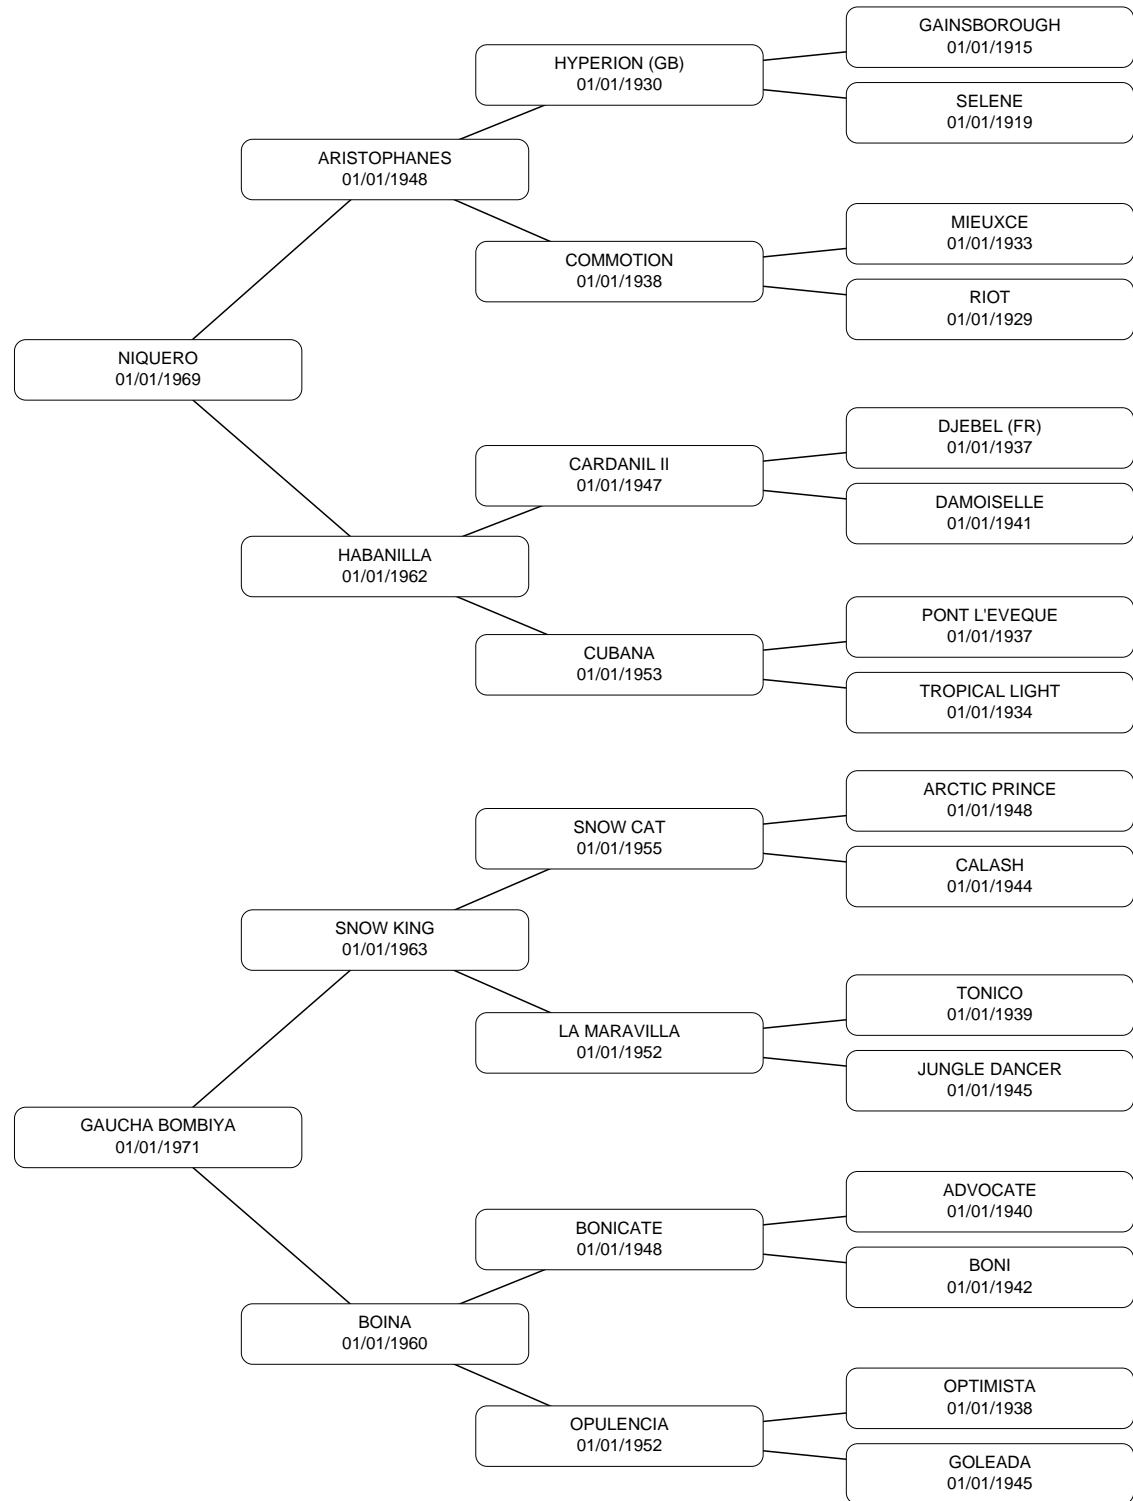 GAINSBOROUGH
01/01/1915
HYPERION (GB)
01/01/1930
SELENE
01/01/1919
ARISTOPHANES
01/01/1948
MIEUXCE
01/01/1933
COMMOTION
01/01/1938
RIOT
01/01/1929
NIQUERO
01/01/1969
DJEBEL (FR)
01/01/1937
CARDANIL II
01/01/1947
DAMOISELLE
01/01/1941
HABANILLA
01/01/1962
PONT L'EVEQUE
01/01/1937
CUBANA
01/01/1953
TROPICAL LIGHT
01/01/1934
ARCTIC PRINCE
01/01/1948
SNOW CAT
01/01/1955
CALASH
01/01/1944
SNOW KING
01/01/1963
TONICO
01/01/1939
LA MARAVILLA
01/01/1952
JUNGLE DANCER
01/01/1945
GAUCHA BOMBIYA
01/01/1971
ADVOCATE
01/01/1940
BONICATE
01/01/1948
BONI
01/01/1942
BOINA
01/01/1960
OPTIMISTA
01/01/1938
OPULENCIA
01/01/1952
GOLEADA
01/01/1945